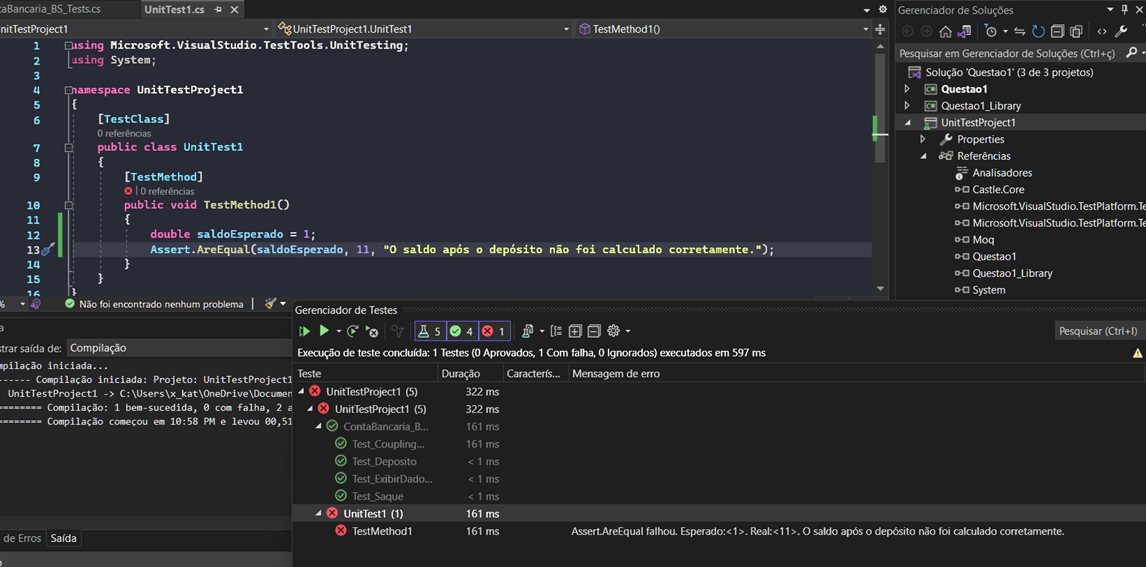 taBancaria_BS_Tests.cs
UnitTest1.cs
nitTestProject1
UnitTestProject1.UnitTest1
TestMethod1()
1 using Microsoft.VisualStudio.TestTools.UnitTesting;
2 using System;
3
4 namespace UnitTestProject1
5 {
6 [TestClass]
0 referências
7 public class UnitTest1
8 {
9 [TestMethod]
| 0 referências
10 public void TestMethod1()
11 {
12 double saldoEsperado = 1;
13 Assert.AreEqual(saldoEsperado, 11, "O saldo após o depósito não foi calculado corretamente.");
14 }
15 }
16 }
% Não foi encontrado nenhum problema
a
strar saída de: Compilação
mpilação iniciada...
------ Compilação iniciada: Projeto: UnitTestProject1
UnitTestProject1 -> C:\Users\x_kat\OneDrive\Documen
======== Compilação: 1 bem-sucedida, 0 com falha, 2 a
======== Compilação começou em 10:58 PM e levou 00,51
de Erros Saída
Gerenciador de Soluções
Pesquisar em Gerenciador de Soluções (Ctrl+ç)
Solução 'Questao1' (3 de 3 projetos)
Questao1
Questao1_Library
UnitTestProject1
Properties
Referências
Analisadores
Castle.Core
Microsoft.VisualStudio.TestPlatform.Te
Microsoft.VisualStudio.TestPlatform.Te
Moq
Questao1
Questao1_Library
System
Gerenciador de Testes
5 4 1
Pesquisar (Ctrl+I)
Execução de teste concluída: 1 Testes (0 Aprovados, 1 Com falha, 0 Ignorados) executados em 597 ms
Teste Duração Caracterís... Mensagem de erro
UnitTestProject1 (5) 322 ms
UnitTestProject1 (5) 322 ms
ContaBancaria_B... 161 ms
Test_Coupling... 161 ms
Test_Deposito < 1 ms
Test_ExibirDado... < 1 ms
Test_Saque < 1 ms
UnitTest1 (1) 161 ms
TestMethod1 161 ms Assert.AreEqual falhou. Esperado:<1>. Real:<11>. O saldo após o depósito não foi calculado corretamente.